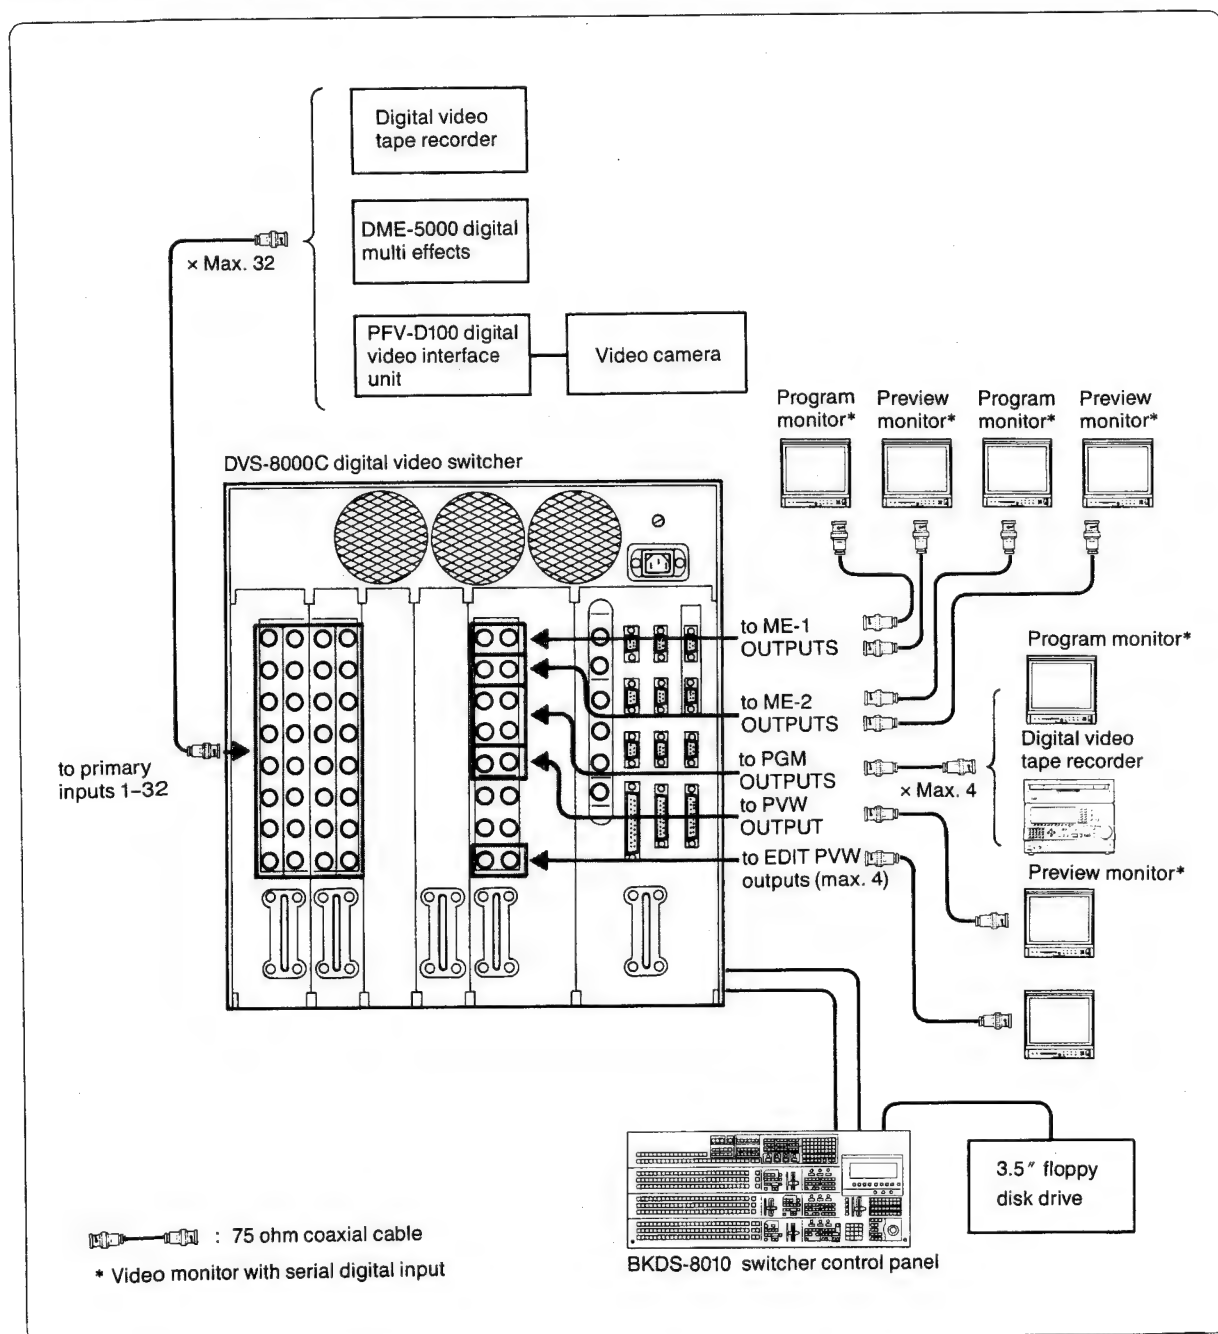 Digital video
tape recorder
DME-5000 digital
multi effects
× Max. 32
PFV-D100 digital
video interface
unit
Video camera
Program
monitor*
Preview
monitor*
Program
monitor*
Preview
monitor*
DVS-8000C digital video switcher
to ME-1
OUTPUTS
Program monitor*
to ME-2
OUTPUTS
Digital video
tape recorder
to primary
inputs 1–32
to PGM
OUTPUTS
× Max. 4
to PVW
OUTPUT
to EDIT PVW
outputs (max. 4)
Preview monitor*
3.5″ floppy
disk drive
: 75 ohm coaxial cable
* Video monitor with serial digital input
BKDS-8010 switcher control panel